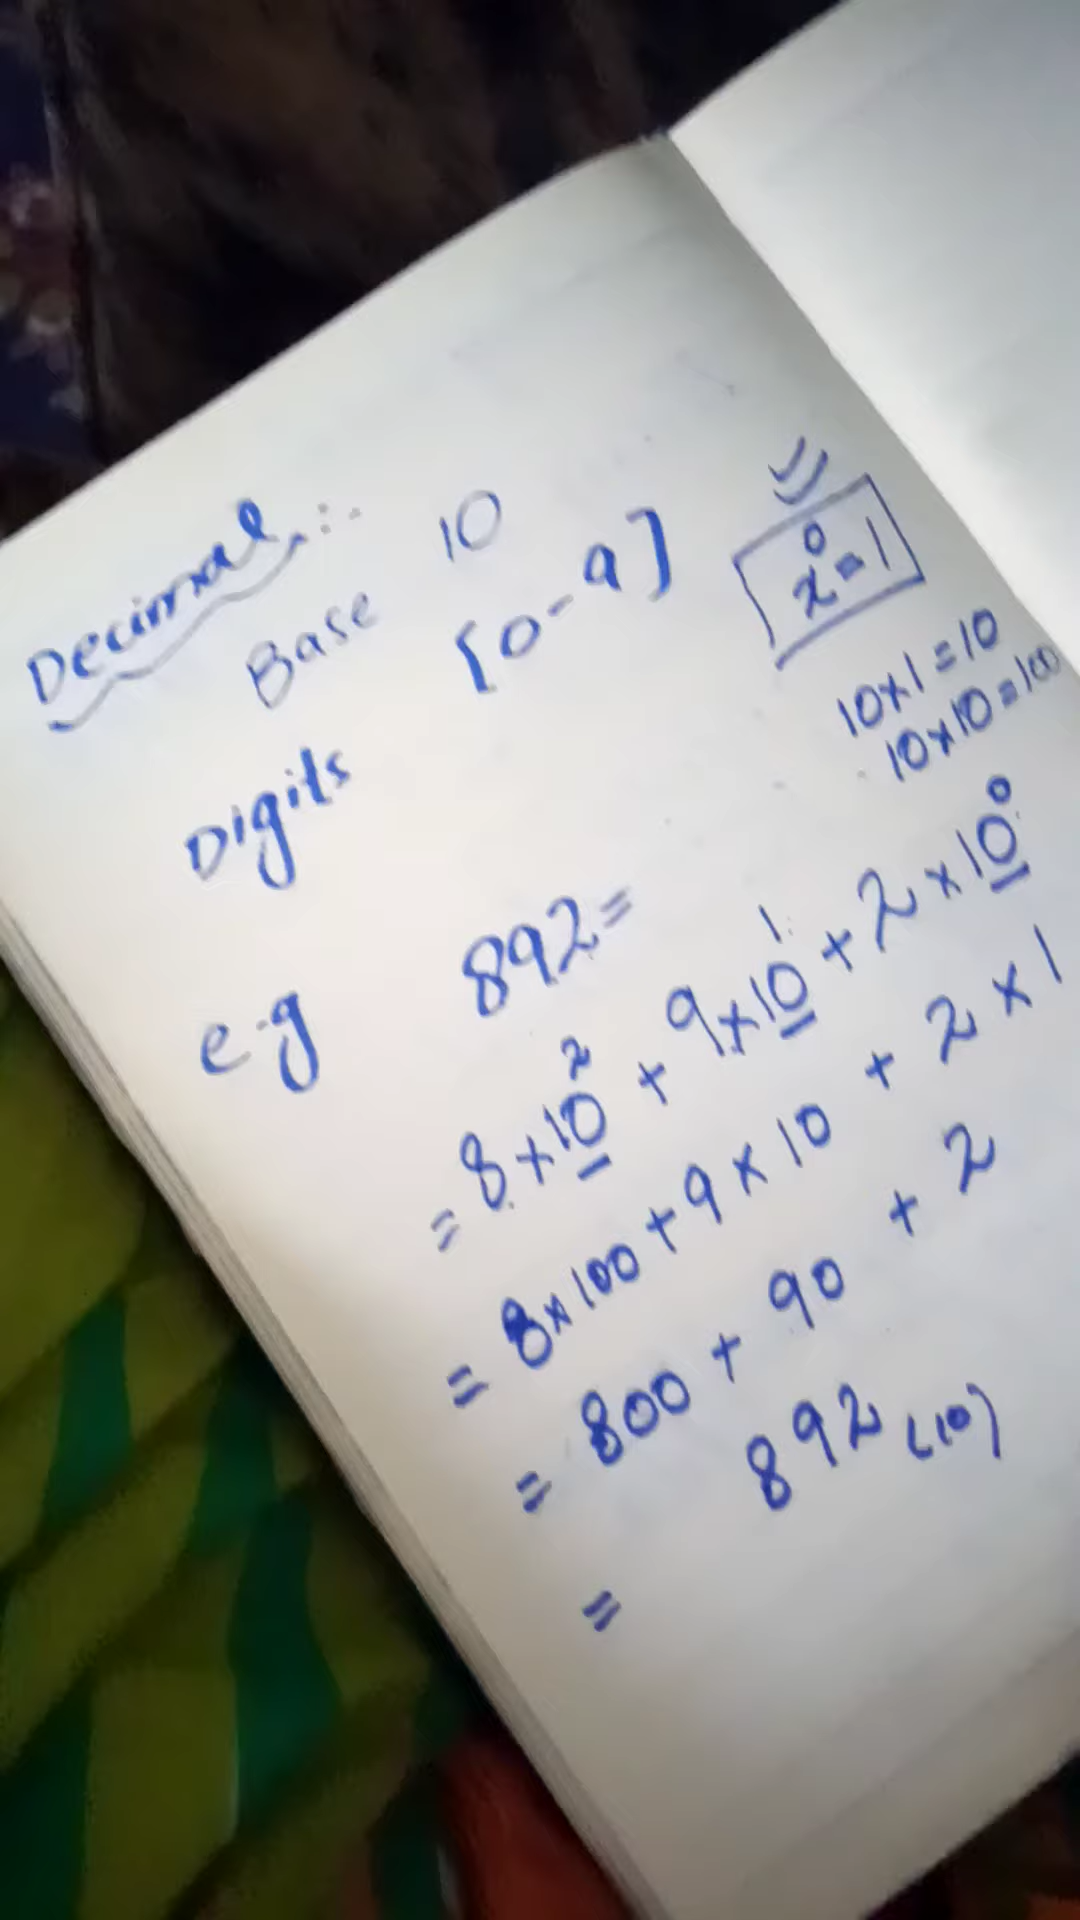 Decimal :-
Base 10
Digits [0-9]
x⁰=1
10×1=10
10×10=100
e.g 892=
= 8×10² + 9×10¹ + 2×10⁰
= 8×100 + 9×10 + 2×1
= 800 + 90 + 2
= 892 (10)